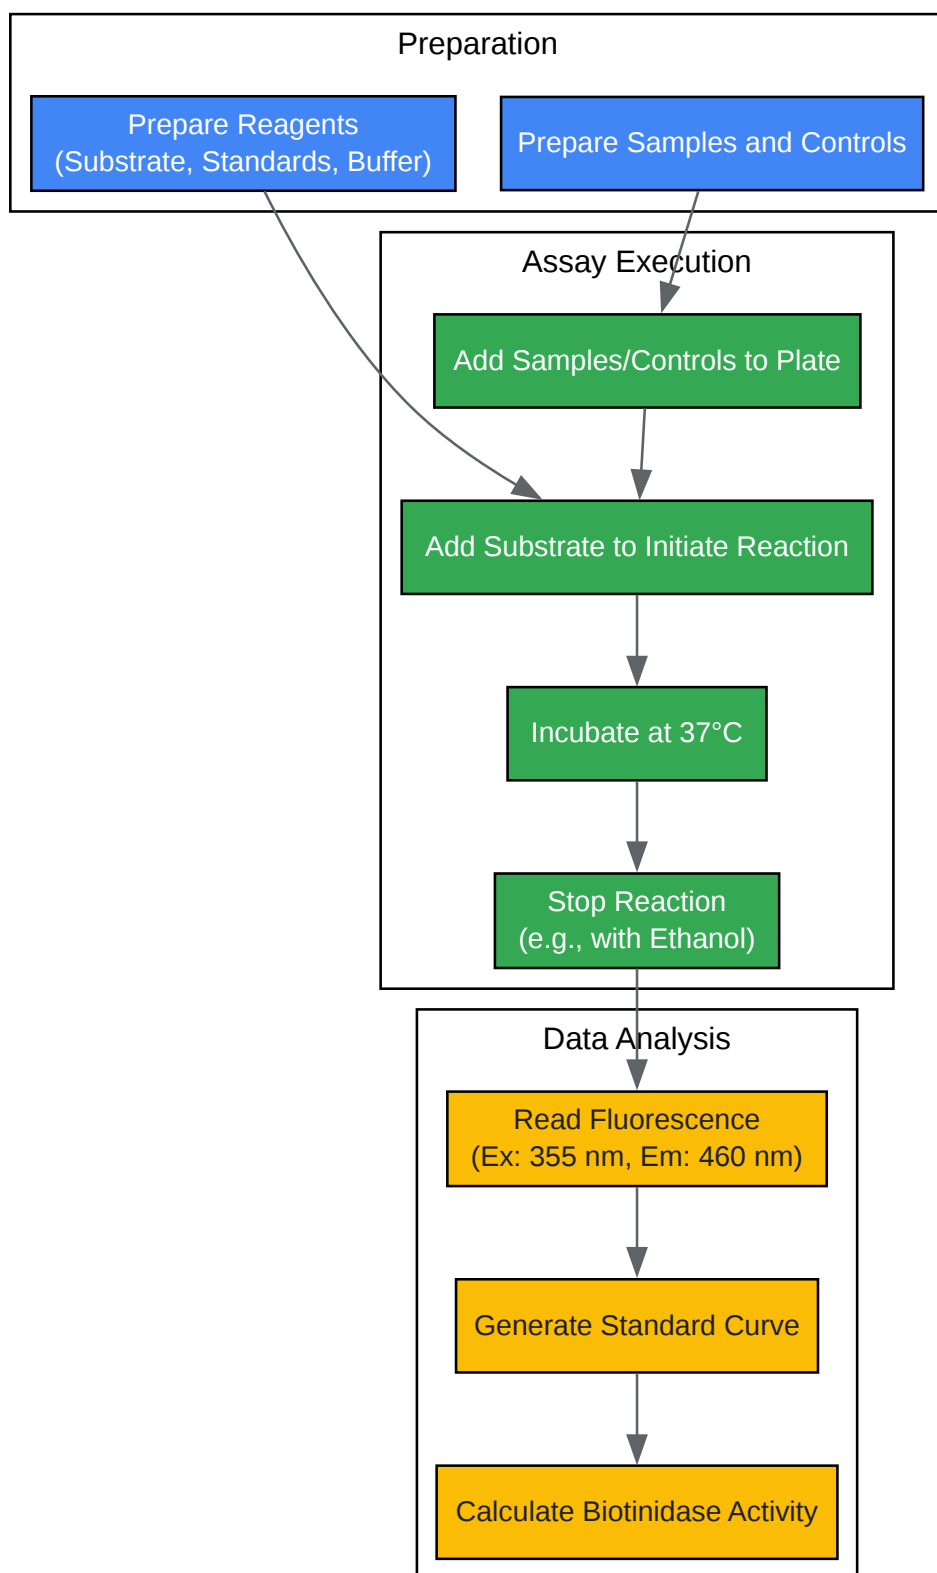 Preparation
Prepare Reagents
(Substrate, Standards, Buffer)
Prepare Samples and Controls
Assay Execution
Add Samples/Controls to Plate
Add Substrate to Initiate Reaction
Incubate at 37°C
Stop Reaction
(e.g., with Ethanol)
Data Analysis
Read Fluorescence
(Ex: 355 nm, Em: 460 nm)
Generate Standard Curve
Calculate Biotinidase Activity